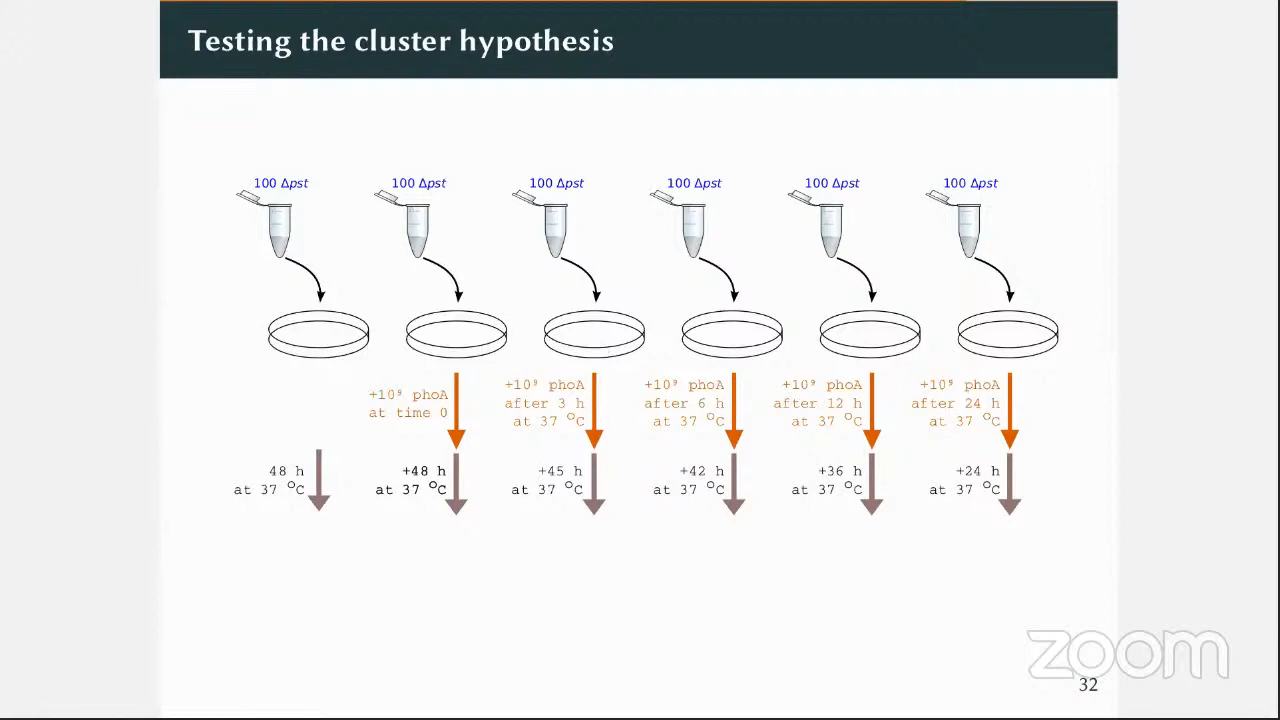 Testing the cluster hypothesis
100 Δpst 100 Δpst 100 Δpst 100 Δpst 100 Δpst 100 Δpst
+10⁹ phoA
at time 0
+10⁹ phoA
after 3 h
at 37 °C
+10⁹ phoA
after 6 h
at 37 °C
+10⁹ phoA
after 12 h
at 37 °C
+10⁹ phoA
after 24 h
at 37 °C
48 h
at 37 °C
+48 h
at 37 °C
+45 h
at 37 °C
+42 h
at 37 °C
+36 h
at 37 °C
+24 h
at 37 °C
zoom
32